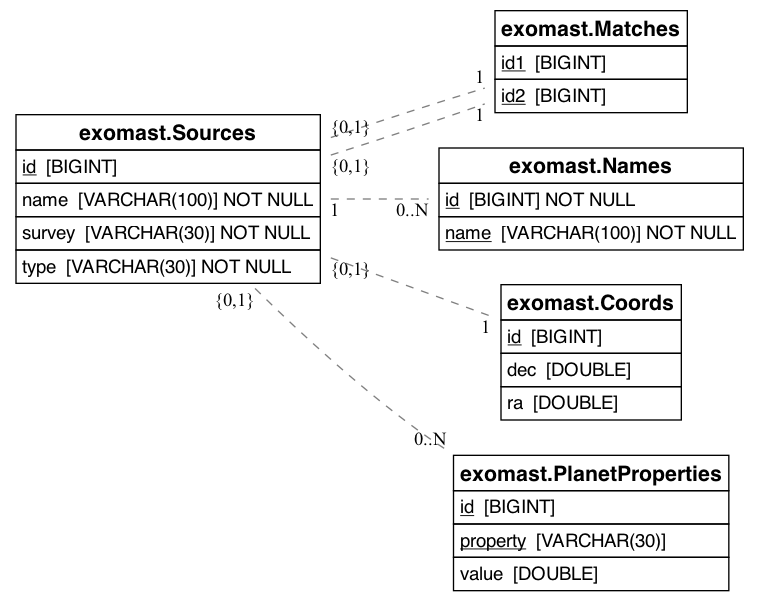 exomast.Matches
id1 [BIGINT]
id2 [BIGINT]
1
1
{0,1}
{0,1}
exomast.Sources
id [BIGINT]
name [VARCHAR(100)] NOT NULL
survey [VARCHAR(30)] NOT NULL
type [VARCHAR(30)] NOT NULL
1
0..N
exomast.Names
id [BIGINT] NOT NULL
name [VARCHAR(100)] NOT NULL
{0,1}
1
exomast.Coords
id [BIGINT]
dec [DOUBLE]
ra [DOUBLE]
{0,1}
0..N
exomast.PlanetProperties
id [BIGINT]
property [VARCHAR(30)]
value [DOUBLE]